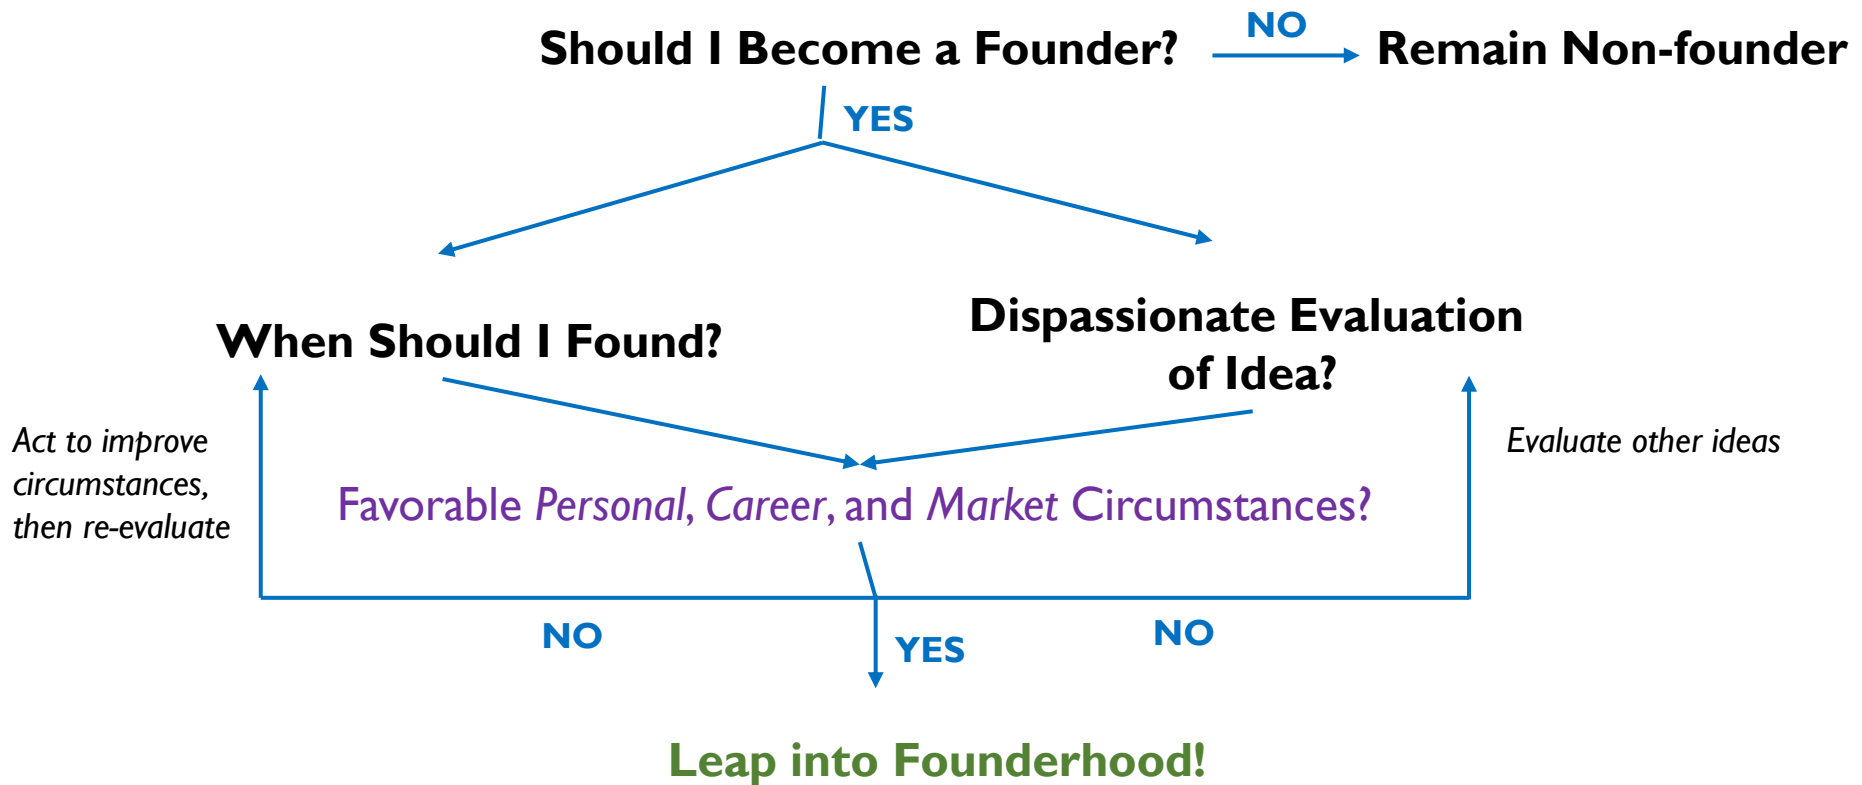 Should I Become a Founder?
NO
Remain Non-founder
YES
When Should I Found?
Dispassionate Evaluation
of Idea?
Act to improve
circumstances,
then re-evaluate
Evaluate other ideas
Favorable Personal, Career, and Market Circumstances?
NO
YES
NO
Leap into Founderhood!